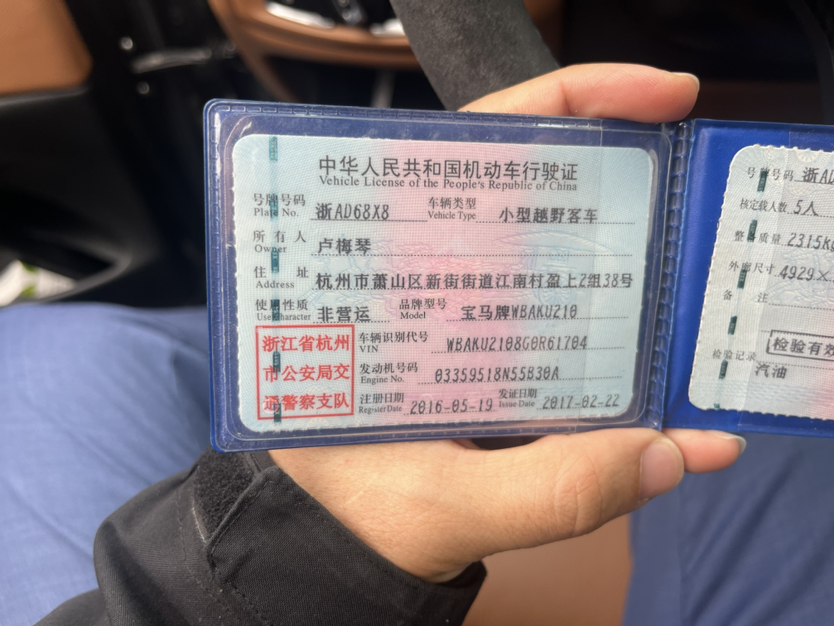 中华人民共和国机动车行驶证
Vehicle License of the People's Republic of China
号牌号码 浙AD68X8 车辆类型 小型越野客车
Plate No. Vehicle Type
所有人 卢梅琴
Owner
住址 杭州市萧山区新街街道江南村盈上2组38号
Address
使用性质 非营运 品牌型号 宝马牌WBAKU210
Use Character Model
浙江省杭州
市公安局交
通警察支队
车辆识别代号 WBAKU2108G0R61704
VIN
发动机号码 03359518N55B30A
Engine No.
注册日期 2016-05-19 发证日期 2017-02-22
Register Date Issue Date
号牌号码 浙AD
核定载人数 5人
整备质量 2315K
外廓尺寸 4929×
备注
检验有效
检验记录
汽油